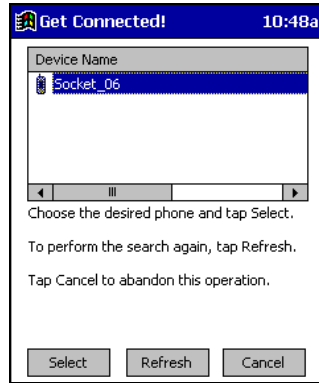 Get Connected! 10:48a
Device Name
Socket_06
Choose the desired phone and tap Select.
To perform the search again, tap Refresh.
Tap Cancel to abandon this operation.
Select Refresh Cancel